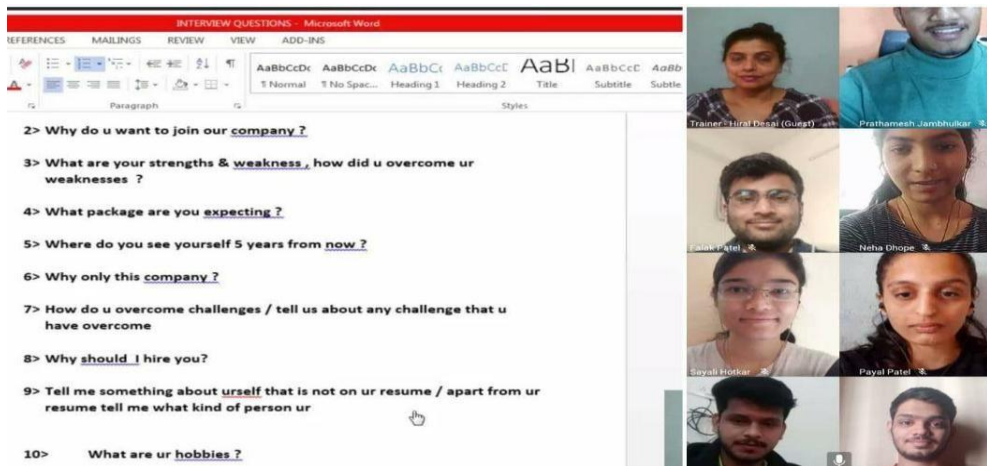 INTERVIEW QUESTIONS - Microsoft Word
REFERENCES MAILINGS REVIEW VIEW ADD-INS
AaBbCcDc AaBbCcDc AaBbCc AaBbCcC AaBl AaBbCcC AaBb
¶ Normal ¶ No Spac... Heading 1 Heading 2 Title Subtitle Subtle
Paragraph Styles
2> Why do u want to join our company ?
3> What are your strengths & weakness , how did u overcome ur
weaknesses ?
4> What package are you expecting ?
5> Where do you see yourself 5 years from now ?
6> Why only this company ?
7> How do u overcome challenges / tell us about any challenge that u
have overcome
8> Why should I hire you?
9> Tell me something about urself that is not on ur resume / apart from ur
resume tell me what kind of person ur
10> What are ur hobbies ?
Trainer - Hiral Desai (Guest)
Prathamesh Jambhulkar
Falak Patel
Neha Dhope
Sayali Hotkar
Payal Patel